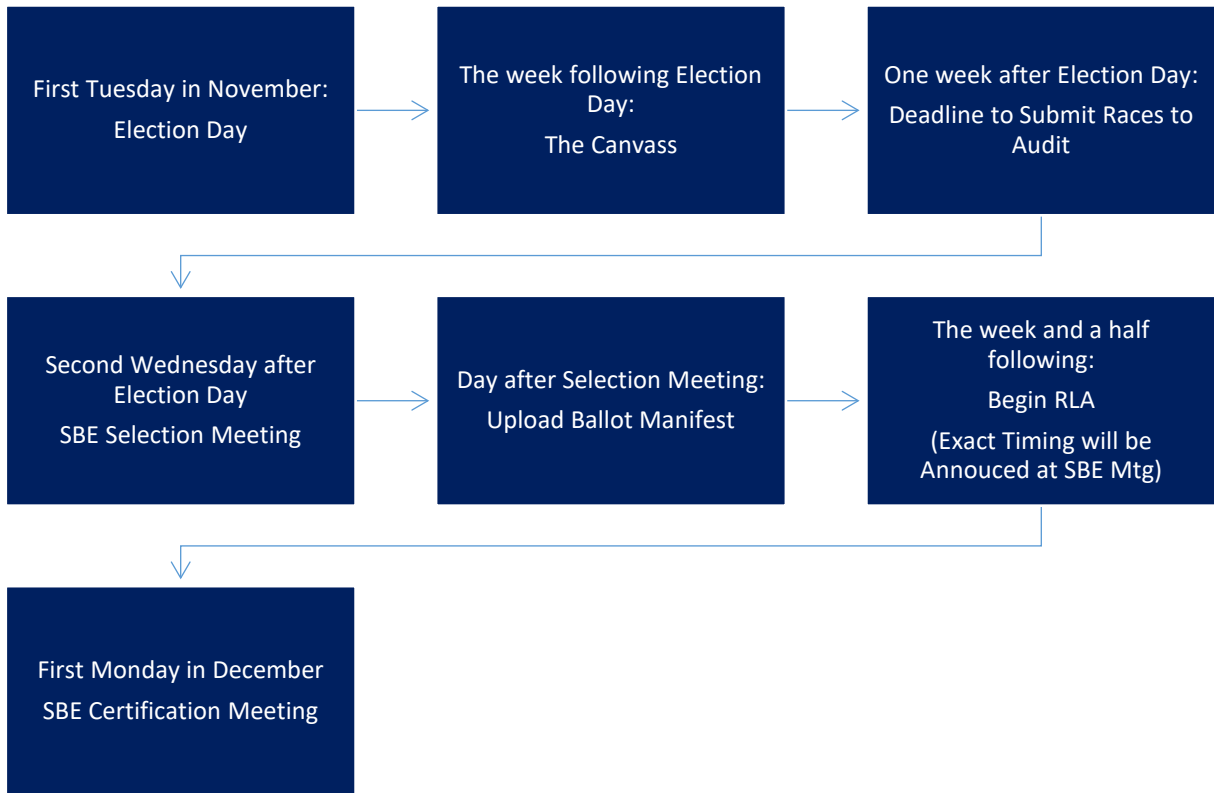 First Tuesday in November:
Election Day
The week following Election
Day:
The Canvass
One week after Election Day:
Deadline to Submit Races to
Audit
Second Wednesday after
Election Day
SBE Selection Meeting
Day after Selection Meeting:
Upload Ballot Manifest
The week and a half
following:
Begin RLA
(Exact Timing will be
Annouced at SBE Mtg)
First Monday in December
SBE Certification Meeting